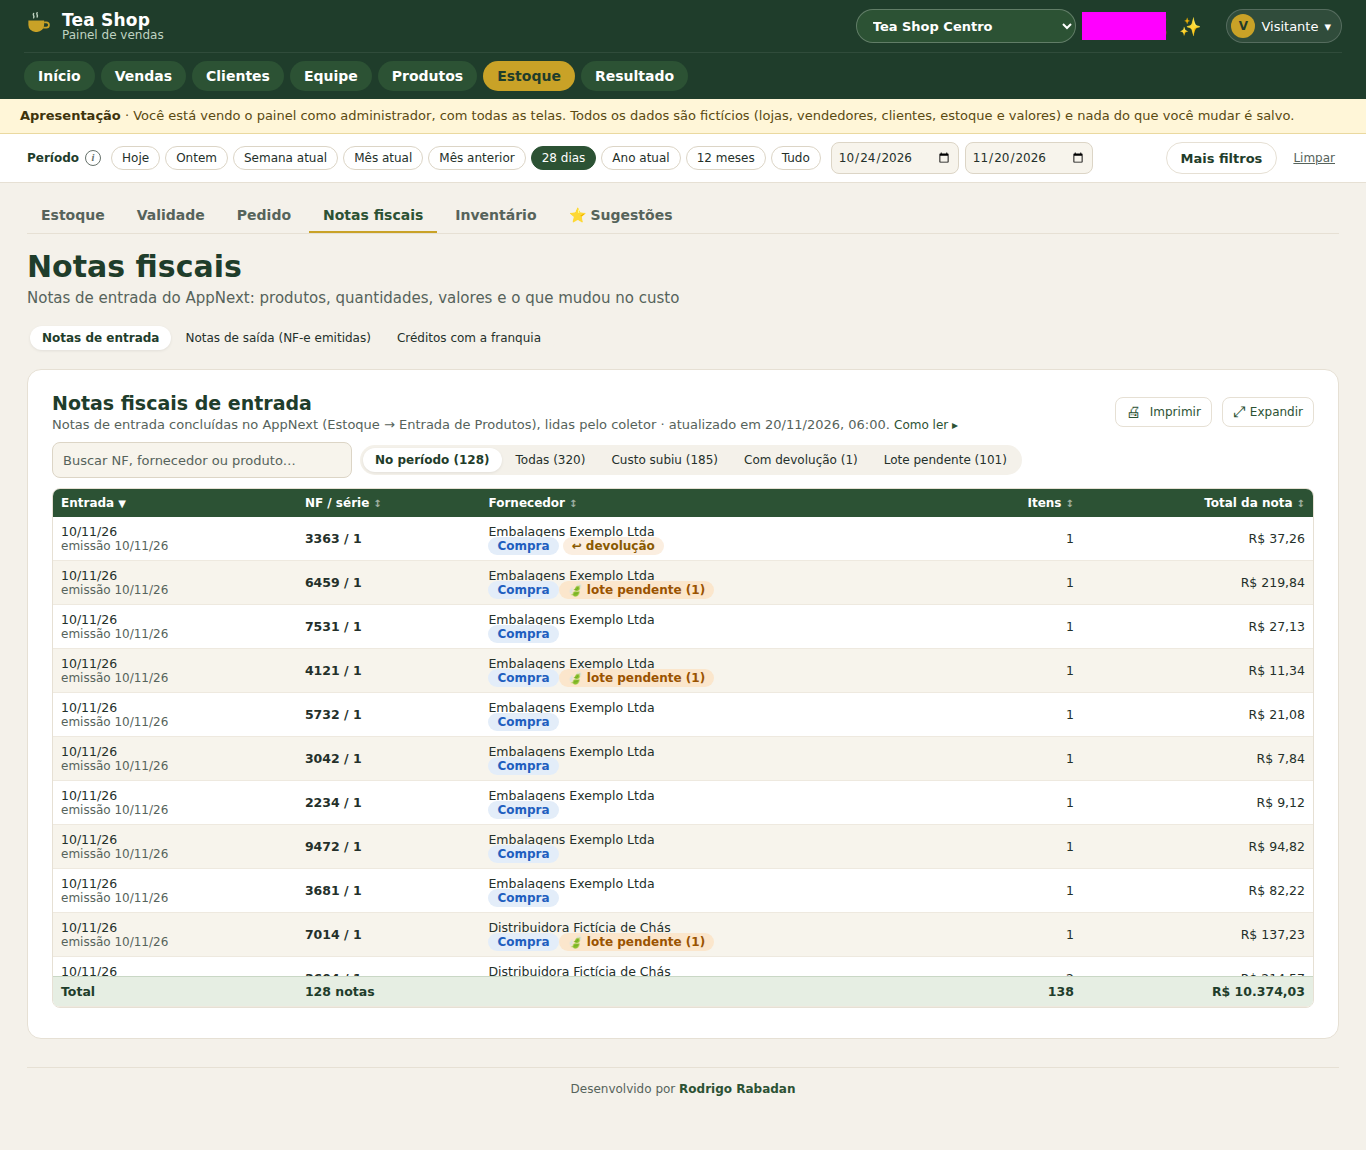 Tea Shop
Painel de vendas
Tea Shop Centro
V Visitante ▾
Início Vendas Clientes Equipe Produtos Estoque Resultado
Apresentação · Você está vendo o painel como administrador, com todas as telas. Todos os dados são fictícios (lojas, vendedores, clientes, estoque e valores) e nada do que você mudar é salvo.
Período i Hoje Ontem Semana atual Mês atual Mês anterior 28 dias Ano atual 12 meses Tudo 10/24/2026 11/20/2026 Mais filtros Limpar
Estoque Validade Pedido Notas fiscais Inventário ⭐ Sugestões
Notas fiscais
Notas de entrada do AppNext: produtos, quantidades, valores e o que mudou no custo
Notas de entrada Notas de saída (NF-e emitidas) Créditos com a franquia
Notas fiscais de entrada
Notas de entrada concluídas no AppNext (Estoque → Entrada de Produtos), lidas pelo coletor · atualizado em 20/11/2026, 06:00. Como ler ▸
Imprimir Expandir
Buscar NF, fornecedor ou produto...
No período (128) Todas (320) Custo subiu (185) Com devolução (1) Lote pendente (101)
Entrada ▼ NF / série ↕ Fornecedor ↕ Itens ↕ Total da nota ↕
10/11/26 Embalagens Exemplo Ltda
emissão 10/11/26 3363 / 1 Compra ↩ devolução 1 R$ 37,26
10/11/26 Embalagens Exemplo Ltda
emissão 10/11/26 6459 / 1 Compra lote pendente (1) 1 R$ 219,84
10/11/26 Embalagens Exemplo Ltda
emissão 10/11/26 7531 / 1 Compra 1 R$ 27,13
10/11/26 Embalagens Exemplo Ltda
emissão 10/11/26 4121 / 1 Compra lote pendente (1) 1 R$ 11,34
10/11/26 Embalagens Exemplo Ltda
emissão 10/11/26 5732 / 1 Compra 1 R$ 21,08
10/11/26 Embalagens Exemplo Ltda
emissão 10/11/26 3042 / 1 Compra 1 R$ 7,84
10/11/26 Embalagens Exemplo Ltda
emissão 10/11/26 2234 / 1 Compra 1 R$ 9,12
10/11/26 Embalagens Exemplo Ltda
emissão 10/11/26 9472 / 1 Compra 1 R$ 94,82
10/11/26 Embalagens Exemplo Ltda
emissão 10/11/26 3681 / 1 Compra 1 R$ 82,22
10/11/26 Distribuidora Fictícia de Chás
emissão 10/11/26 7014 / 1 Compra lote pendente (1) 1 R$ 137,23
10/11/26 Distribuidora Fictícia de Chás
Total 128 notas 138 R$ 10.374,03
Desenvolvido por Rodrigo Rabadan